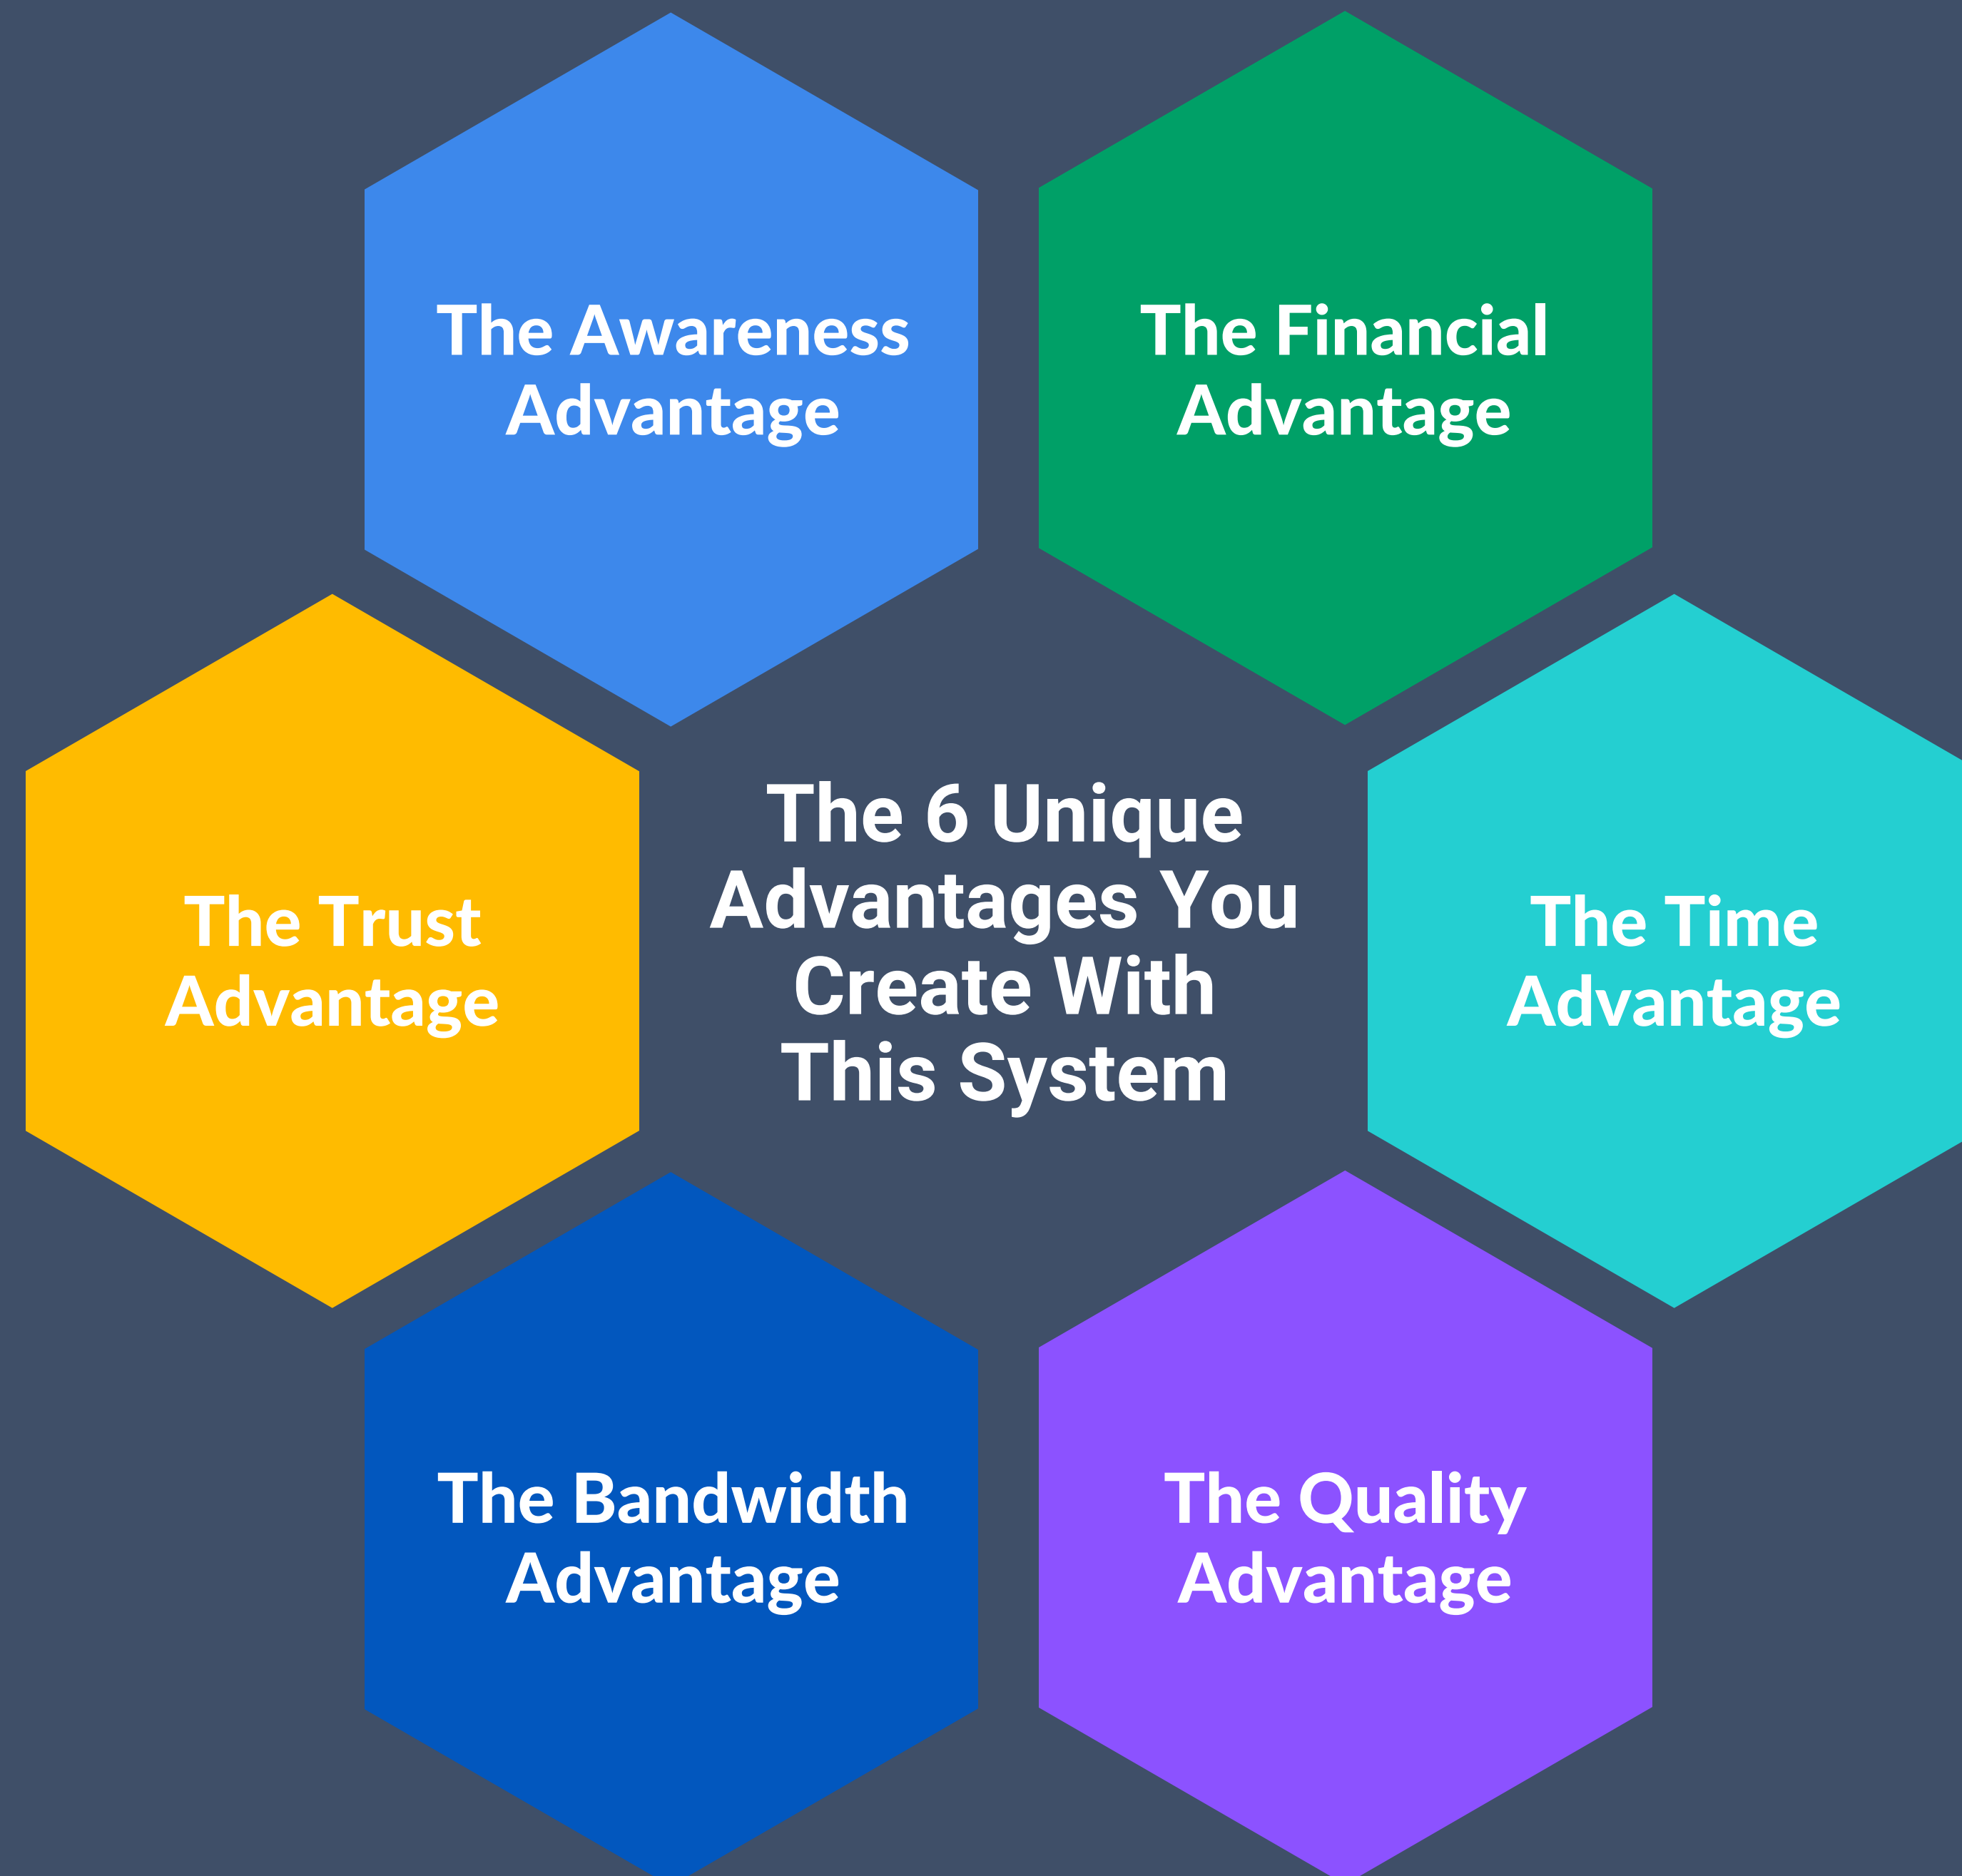 The Awareness
Advantage
The Financial
Advantage
The Trust
Advantage
The 6 Unique
Advantages You
Create With
This System
The Time
Advantage
The Bandwidth
Advantage
The Quality
Advantage